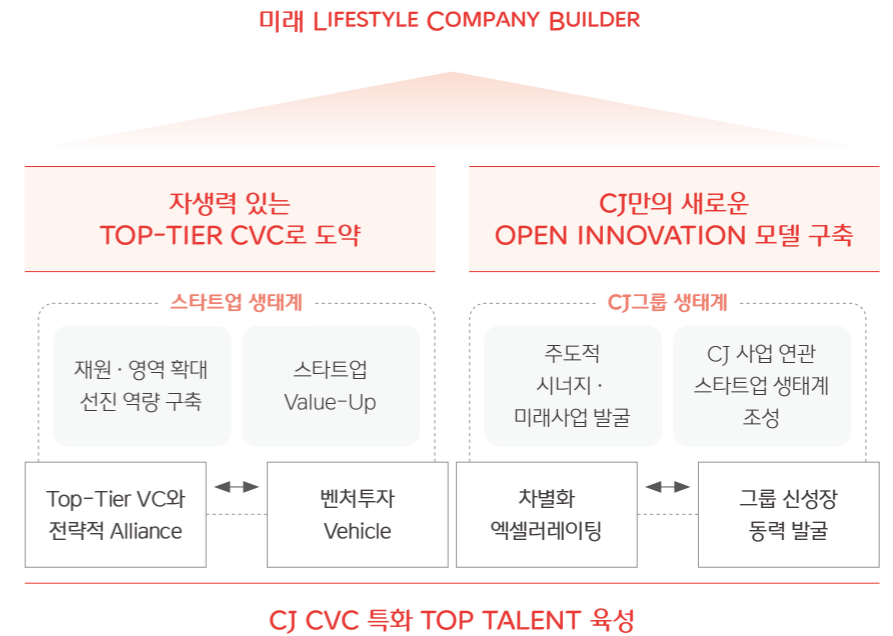 미래 LIFESTYLE COMPANY BUILDER
자생력 있는
TOP-TIER CVC로 도약
CJ만의 새로운
OPEN INNOVATION 모델 구축
스타트업 생태계
재원 · 영역 확대
선진 역량 구축
스타트업
Value-Up
Top-Tier VC와
전략적 Alliance
벤처투자
Vehicle
CJ그룹 생태계
주도적
시너지 ·
미래사업 발굴
CJ 사업 연관
스타트업 생태계
조성
차별화
엑셀러레이팅
그룹 신성장
동력 발굴
CJ CVC 특화 TOP TALENT 육성